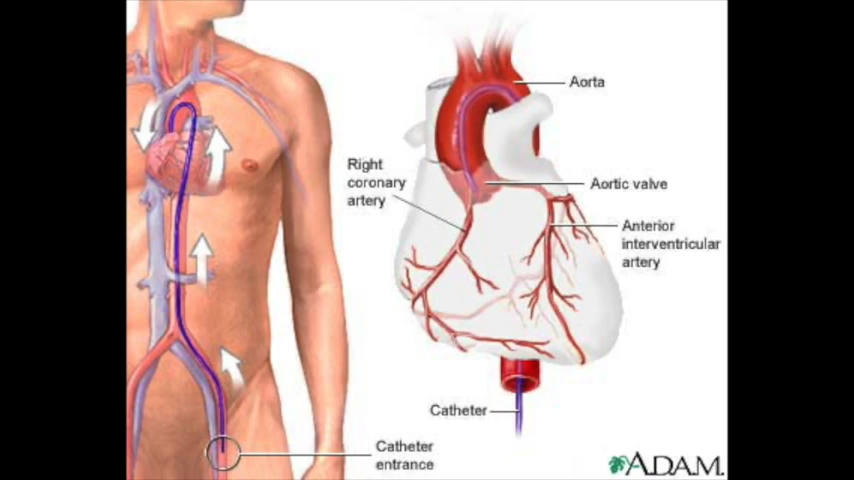 Aorta
Right
coronary
artery
Aortic valve
Anterior
interventricular
artery
Catheter
Catheter
entrance
A.D.A.M.